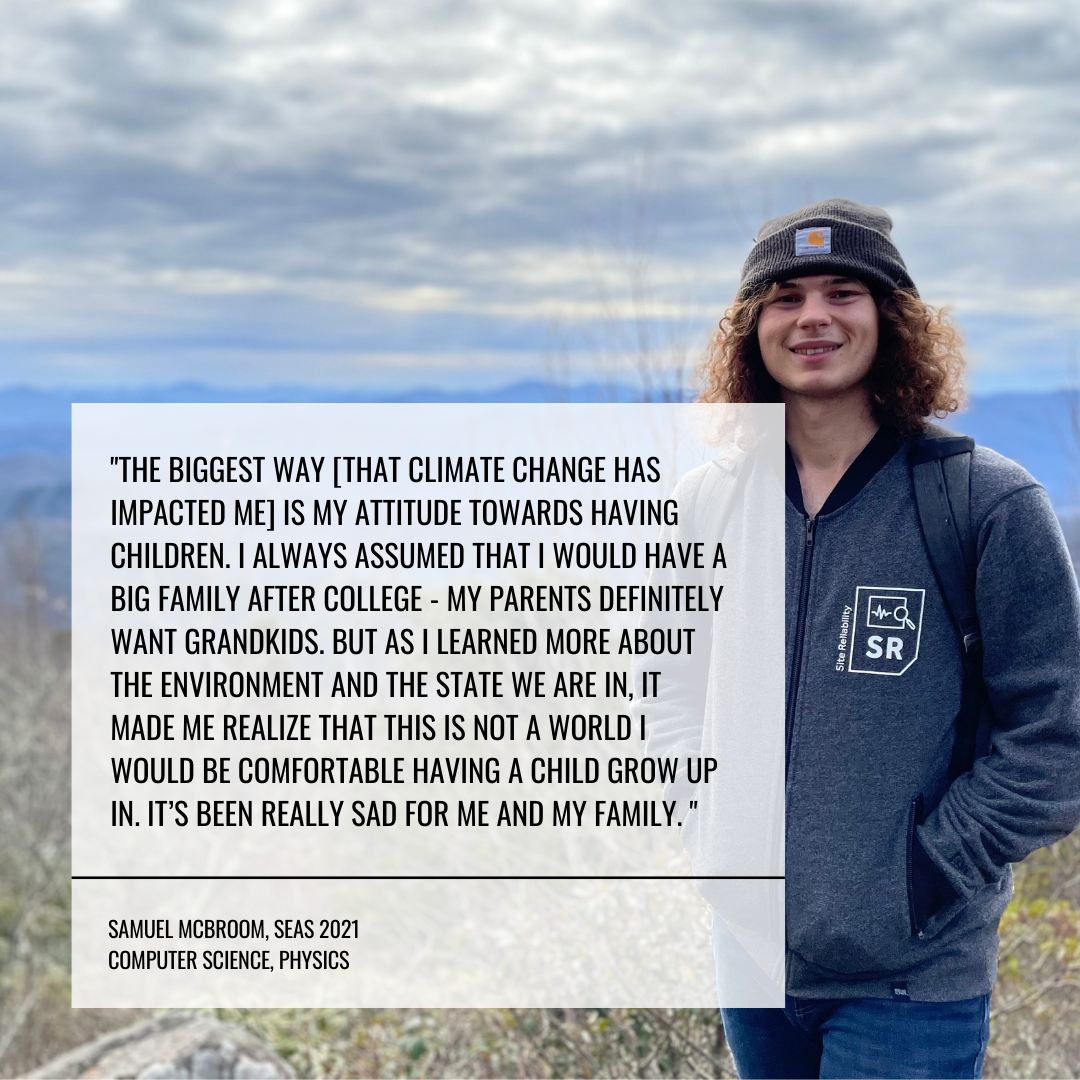 "THE BIGGEST WAY [THAT CLIMATE CHANGE HAS
IMPACTED ME] IS MY ATTITUDE TOWARDS HAVING
CHILDREN. I ALWAYS ASSUMED THAT I WOULD HAVE A
BIG FAMILY AFTER COLLEGE - MY PARENTS DEFINITELY
WANT GRANDKIDS. BUT AS I LEARNED MORE ABOUT
THE ENVIRONMENT AND THE STATE WE ARE IN, IT
MADE ME REALIZE THAT THIS IS NOT A WORLD I
WOULD BE COMFORTABLE HAVING A CHILD GROW UP
IN. IT’S BEEN REALLY SAD FOR ME AND MY FAMILY. "
SAMUEL MCBROOM, SEAS 2021
COMPUTER SCIENCE, PHYSICS
Site Reliability
SR